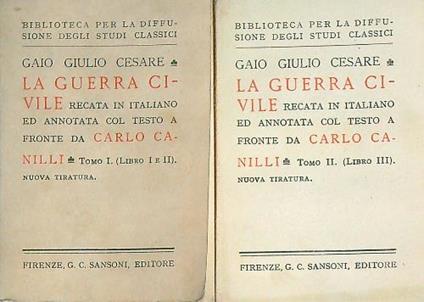 BIBLIOTECA PER LA DIFFU-
SIONE DEGLI STUDI CLASSICI
GAIO GIULIO CESARE
LA GUERRA CI-
VILE RECATA IN ITALIANO
ED ANNOTATA COL TESTO A
FRONTE DA CARLO CA-
NILLI TOMO I. (LIBRO I E II).
NUOVA TIRATURA.
FIRENZE, G. C. SANSONI, EDITORE
BIBLIOTECA PER LA DIFFU-
SIONE DEGLI STUDI CLASSICI
GAIO GIULIO CESARE
LA GUERRA CI-
VILE RECATA IN ITALIANO
ED ANNOTATA COL TESTO A
FRONTE DA CARLO CA-
NILLI TOMO II. (LIBRO III).
NUOVA TIRATURA.
FIRENZE, G. C. SANSONI, EDITORE